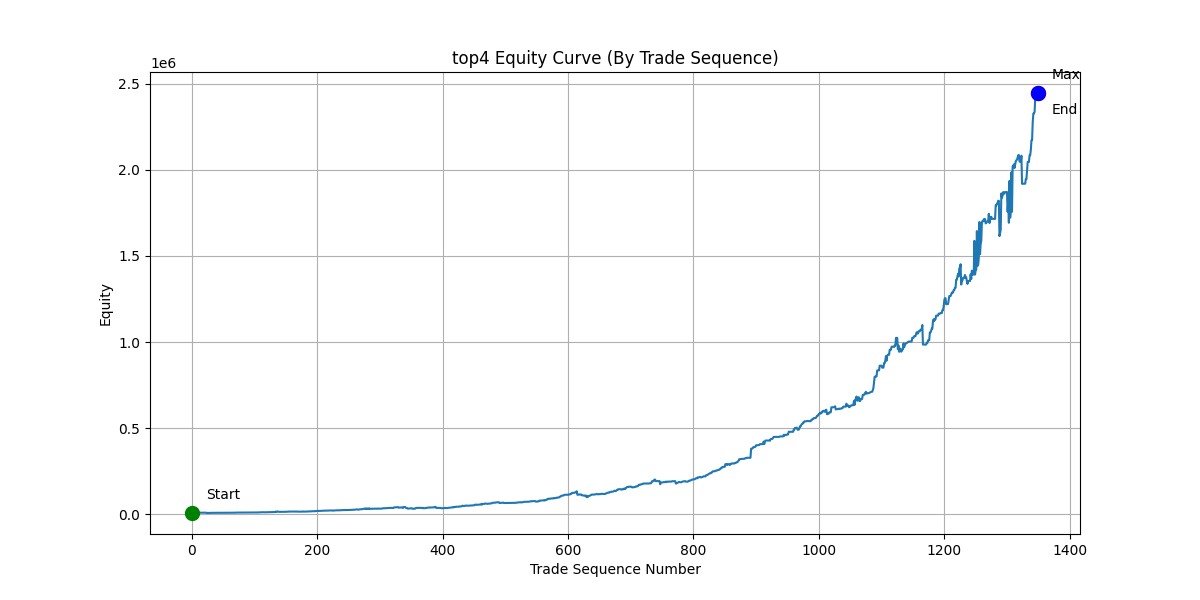 top4 Equity Curve (By Trade Sequence)
1e6
Max
2.5
End
2.0
1.5
Equity
1.0
0.5
Start
0.0
0 200 400 600 800 1000 1200 1400
Trade Sequence Number